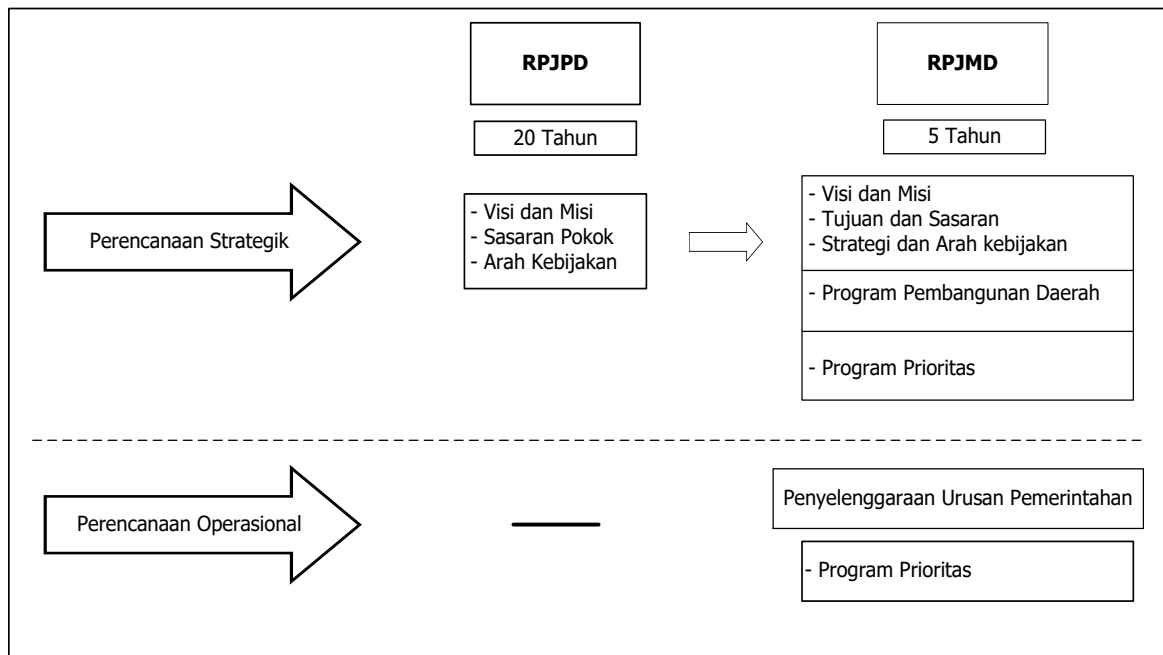 RPJPD
RPJMD
20 Tahun
5 Tahun
Perencanaan Strategik
- Visi dan Misi
- Sasaran Pokok
- Arah Kebijakan
- Visi dan Misi
- Tujuan dan Sasaran
- Strategi dan Arah kebijakan
- Program Pembangunan Daerah
- Program Prioritas
Perencanaan Operasional
Penyelenggaraan Urusan Pemerintahan
- Program Prioritas